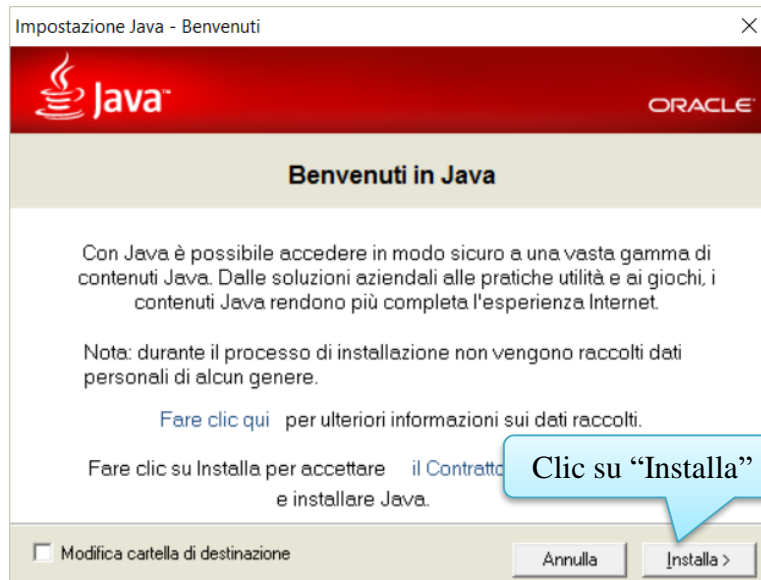 Impostazione Java - Benvenuti
Java™
ORACLE
Benvenuti in Java
Con Java è possibile accedere in modo sicuro a una vasta gamma di
contenuti Java. Dalle soluzioni aziendali alle pratiche utilità e ai giochi, i
contenuti Java rendono più completa l'esperienza Internet.
Nota: durante il processo di installazione non vengono raccolti dati
personali di alcun genere.
Fare clic qui per ulteriori informazioni sui dati raccolti.
Fare clic su Installa per accettare il Contratto
Clic su “Installa”
e installare Java.
Modifica cartella di destinazione
Annulla
Installa >